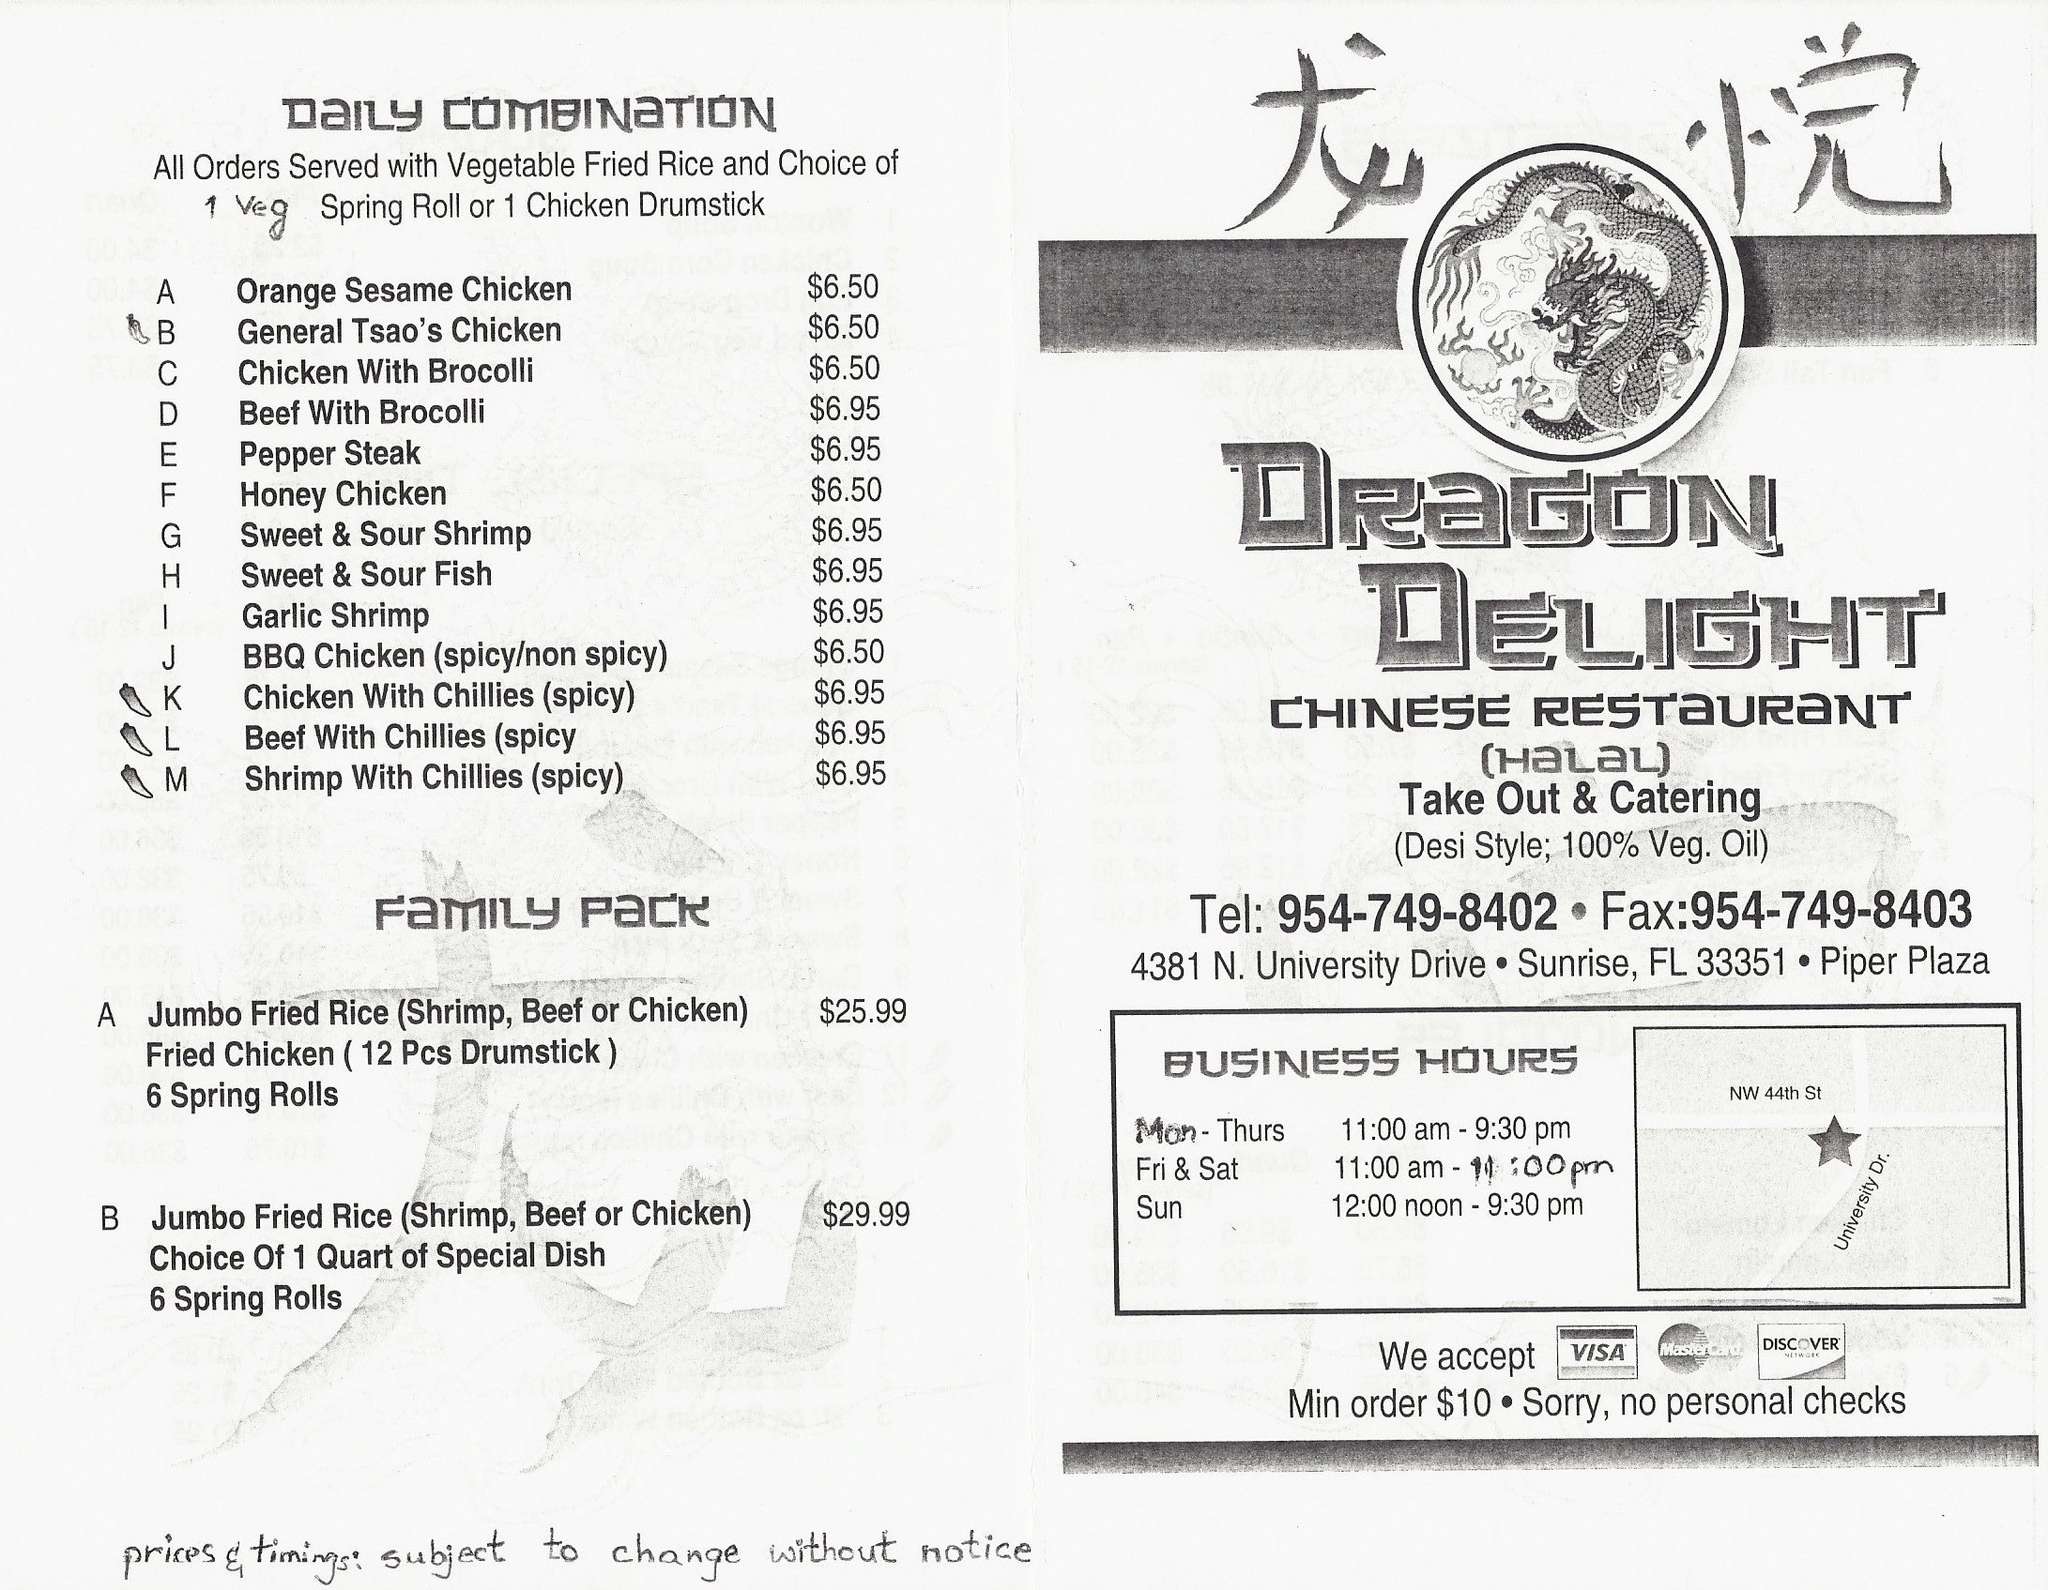 Daily Combination
All Orders Served with Vegetable Fried Rice and Choice of
1 Veg Spring Roll or 1 Chicken Drumstick
A Orange Sesame Chicken $6.50
B General Tsao's Chicken $6.50
C Chicken With Brocolli $6.50
D Beef With Brocolli $6.95
E Pepper Steak $6.95
F Honey Chicken $6.50
G Sweet & Sour Shrimp $6.95
H Sweet & Sour Fish $6.95
I Garlic Shrimp $6.95
J BBQ Chicken (spicy/non spicy) $6.50
K Chicken With Chillies (spicy) $6.95
L Beef With Chillies (spicy $6.95
M Shrimp With Chillies (spicy) $6.95
Family Pack
A Jumbo Fried Rice (Shrimp, Beef or Chicken) $25.99
Fried Chicken ( 12 Pcs Drumstick )
6 Spring Rolls
B Jumbo Fried Rice (Shrimp, Beef or Chicken) $29.99
Choice Of 1 Quart of Special Dish
6 Spring Rolls
prices & timings: subject to change without notice
龙 悦
Dragon
Delight
Chinese Restaurant
(Halal)
Take Out & Catering
(Desi Style; 100% Veg. Oil)
Tel: 954-749-8402 • Fax:954-749-8403
4381 N. University Drive • Sunrise, FL 33351 • Piper Plaza
Business Hours
Mon - Thurs 11:00 am - 9:30 pm
Fri & Sat 11:00 am - 11:00pm
Sun 12:00 noon - 9:30 pm
NW 44th St
University Dr.
We accept VISA MasterCard DISCOVER NETWORK
Min order $10 • Sorry, no personal checks